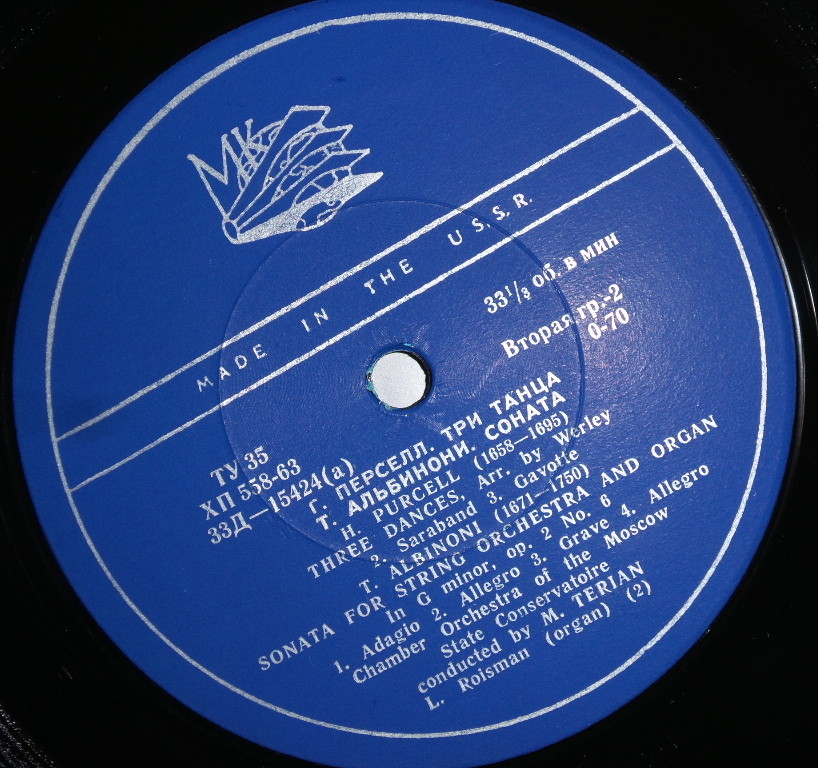 МК
MADE IN THE U.S.S.R.
33⅓ об. в мин
Вторая гр.-2
0-70
ТУ 35
ХП 558-63
33Д—15424(а)
Г. ПЕРСЕЛЛ. ТРИ ТАНЦА
Т. АЛЬБИНОНИ. СОНАТА
H. PURCELL (1658—1695)
THREE DANCES, Arr. by Werley
2. Saraband 3. Gavotte
T. ALBINONI (1671—1750)
SONATA FOR STRING ORCHESTRA AND ORGAN
In G minor, op. 2 No. 6
1. Adagio 2. Allegro 3. Grave 4. Allegro
Chamber Orchestra of the Moscow
State Conservatoire
conducted by M. TERIAN
L. Roisman (organ) (2)